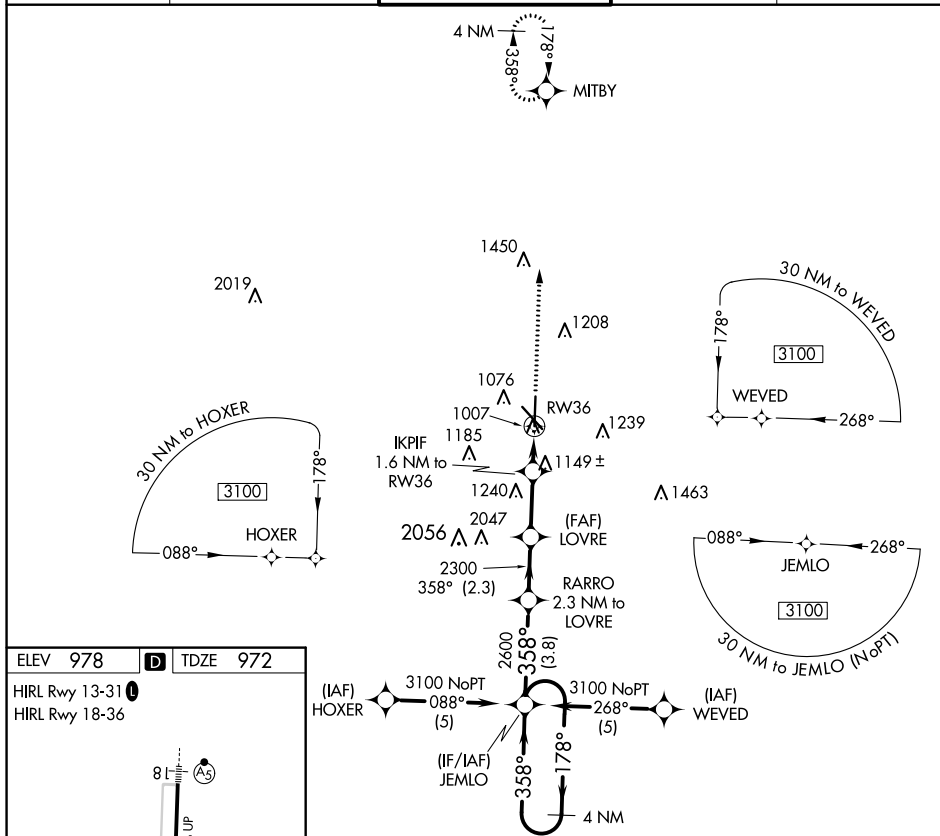 4 NM
178°
358°
MITBY
1450
2019
1208
30 NM to WEVED
178°
3100
WEVED
268°
1076
RW36
1007
1239
30 NM to HOXER
178°
3100
HOXER
088°
1185
IKPIF
1.6 NM to
RW36
1149 ±
1240
1463
2056
2047
(FAF)
LOVRE
088°
268°
JEMLO
3100
30 NM to JEMLO (NoPT)
2300
358° (2.3)
RARRO
2.3 NM to
LOVRE
2600
358°
(3.8)
ELEV 978 D TDZE 972
HIRL Rwy 13-31 L
HIRL Rwy 18-36
(IAF)
HOXER
3100 NoPT
088°
(5)
3100 NoPT
268°
(5)
(IAF)
WEVED
(IF/IAF)
JEMLO
358°
178°
4 NM
18
A5
UP